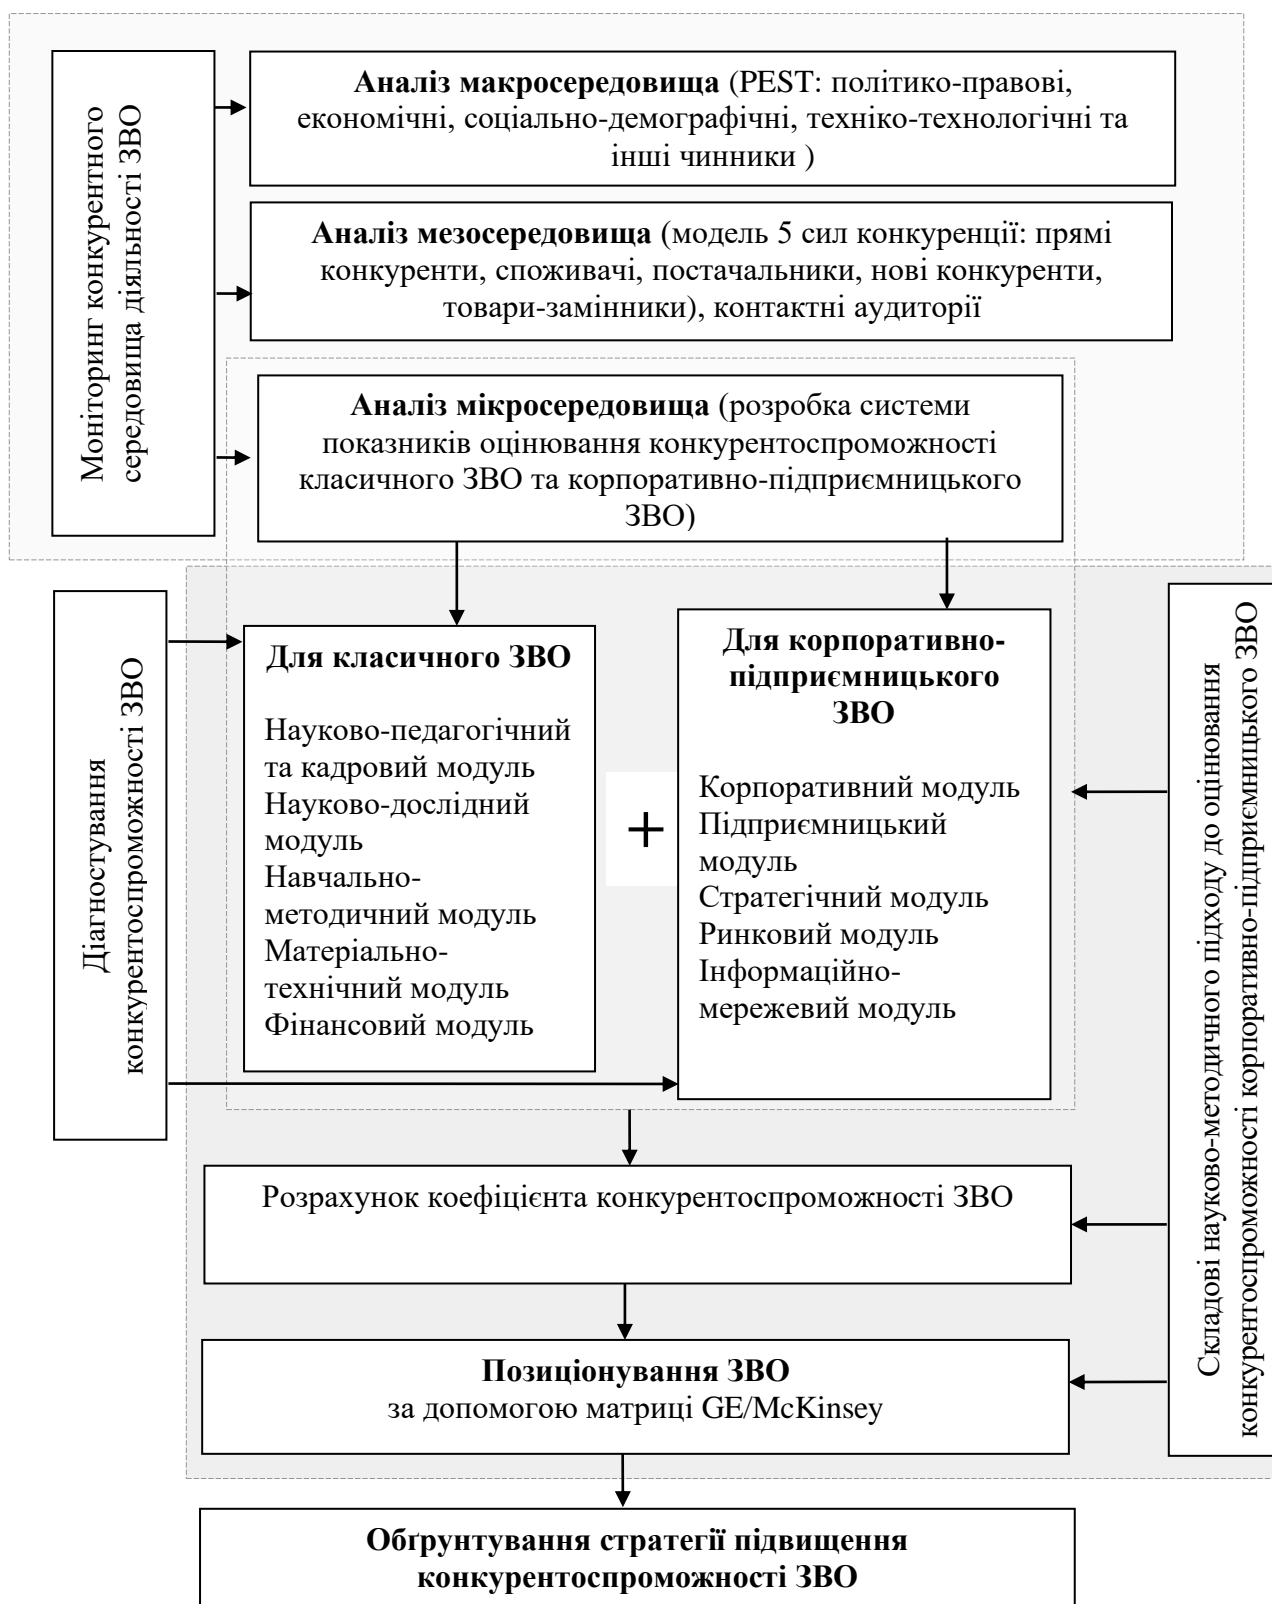 Моніторинг конкурентного
середовища діяльності ЗВО
Аналіз макросередовища (PEST: політико-правові,
економічні, соціально-демографічні, техніко-технологічні та
інші чинники )
Аналіз мезосередовища (модель 5 сил конкуренції: прямі
конкуренти, споживачі, постачальники, нові конкуренти,
товари-замінники), контактні аудиторії
Аналіз мікросередовища (розробка системи
показників оцінювання конкурентоспроможності
класичного ЗВО та корпоративно-підприємницького
ЗВО)
Діагностування
конкурентоспроможності ЗВО
Для класичного ЗВО
Науково-педагогічний
та кадровий модуль
Науково-дослідний
модуль
Навчально-
методичний модуль
Матеріально-
технічний модуль
Фінансовий модуль
+
Для корпоративно-
підприємницького
ЗВО
Корпоративний модуль
Підприємницький
модуль
Стратегічний модуль
Ринковий модуль
Інформаційно-
мережевий модуль
Складові науково-методичного підходу до оцінювання
конкурентоспроможності корпоративно-підприємницького ЗВО
Розрахунок коефіцієнта конкурентоспроможності ЗВО
Позиціонування ЗВО
за допомогою матриці GE/McKinsey
Обґрунтування стратегії підвищення
конкурентоспроможності ЗВО